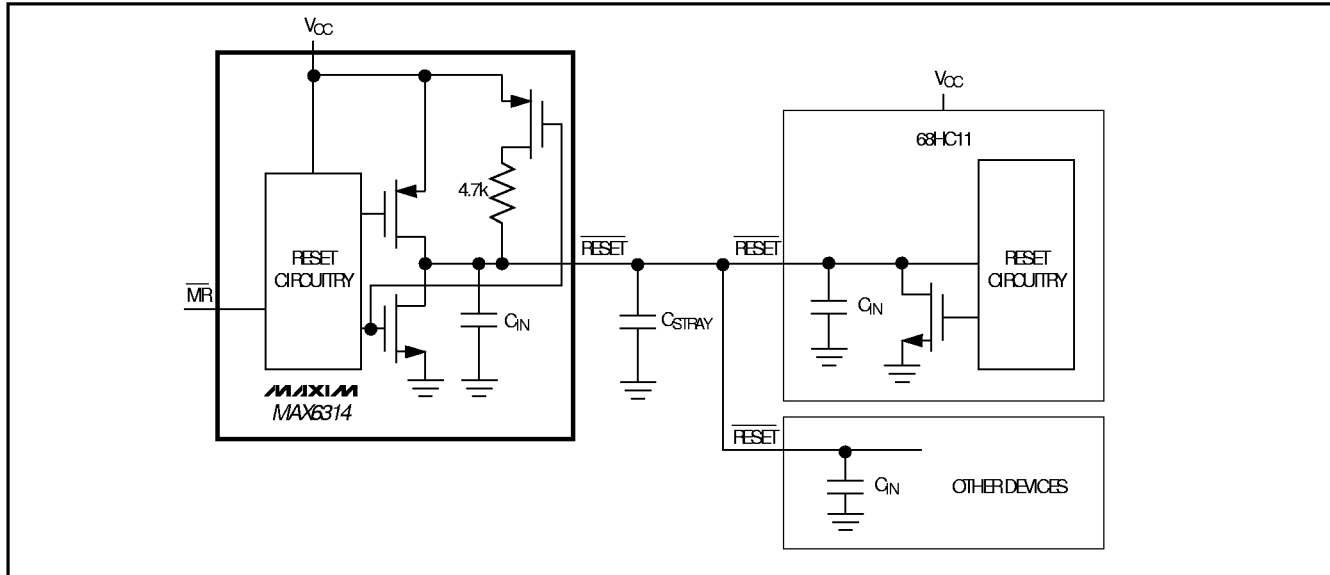 VCC
VCC
68HC11
4.7k
RESET
RESET
RESET
CIRCUITRY
RESET
CIRCUITRY
MR
CIN
CSTRAY
CIN
MAXIM
MAX6314
RESET
CIN
OTHER DEVICES